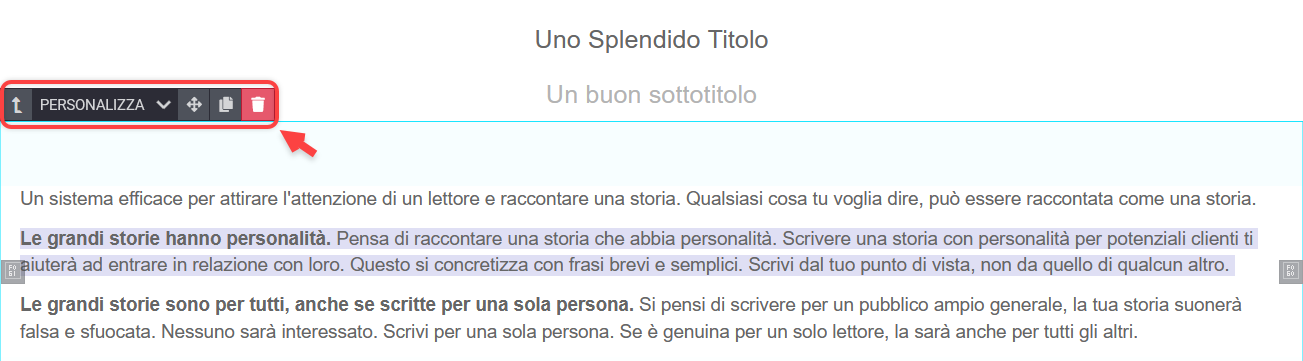 Uno Splendido Titolo
Un buon sottotitolo
PERSONALIZZA
Un sistema efficace per attirare l'attenzione di un lettore e raccontare una storia. Qualsiasi cosa tu voglia dire, può essere raccontata come una storia.
Le grandi storie hanno personalità. Pensa di raccontare una storia che abbia personalità. Scrivere una storia con personalità per potenziali clienti ti
aiuterà ad entrare in relazione con loro. Questo si concretizza con frasi brevi e semplici. Scrivi dal tuo punto di vista, non da quello di qualcun altro.
Le grandi storie sono per tutti, anche se scritte per una sola persona. Si pensi di scrivere per un pubblico ampio generale, la tua storia suonerà
falsa e sfuocata. Nessuno sarà interessato. Scrivi per una sola persona. Se è genuina per un solo lettore, la sarà anche per tutti gli altri.